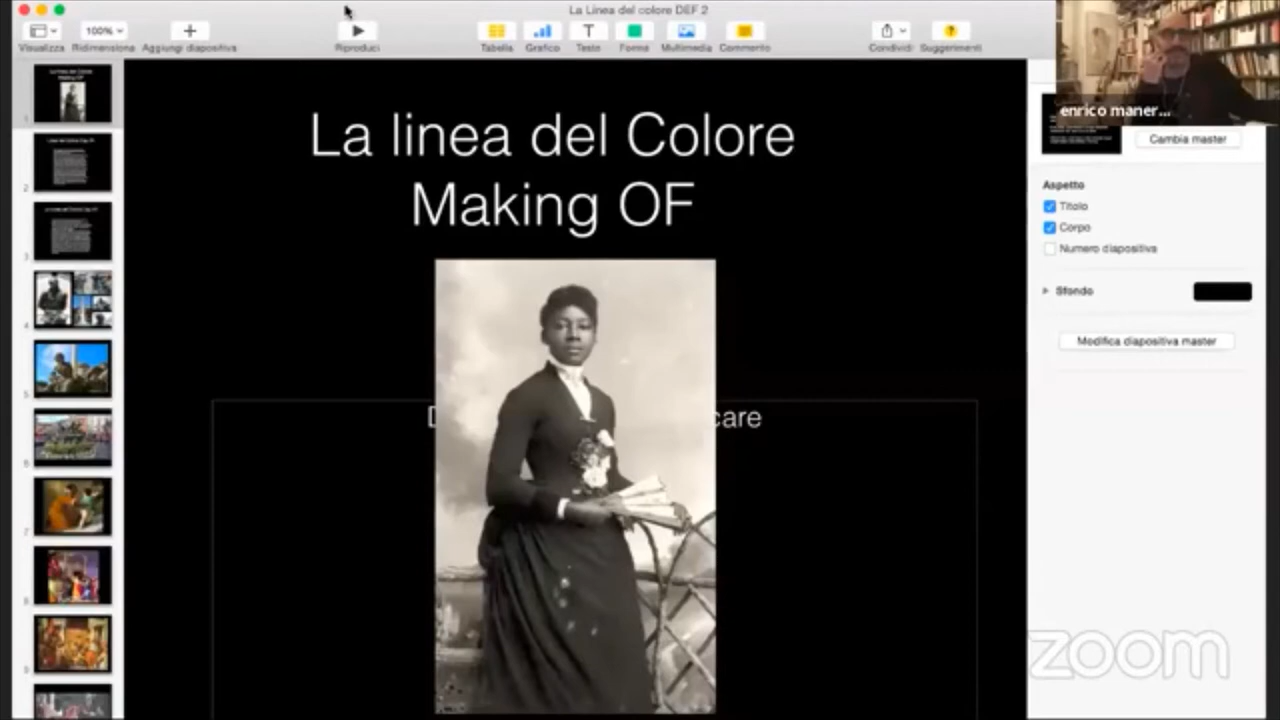 La Linea del colore DEF 2
100%
Visualizza Ridimensiona Aggiungi diapositiva Riproduci Tabella Grafico Testo Forma Multimedia Commento Condividi Suggerimenti
enrico maner...
Cambia master
La linea del Colore
Making OF
Aspetto
Titolo
Corpo
Numero diapositiva
Sfondo
Modifica diapositiva master
care
zoom